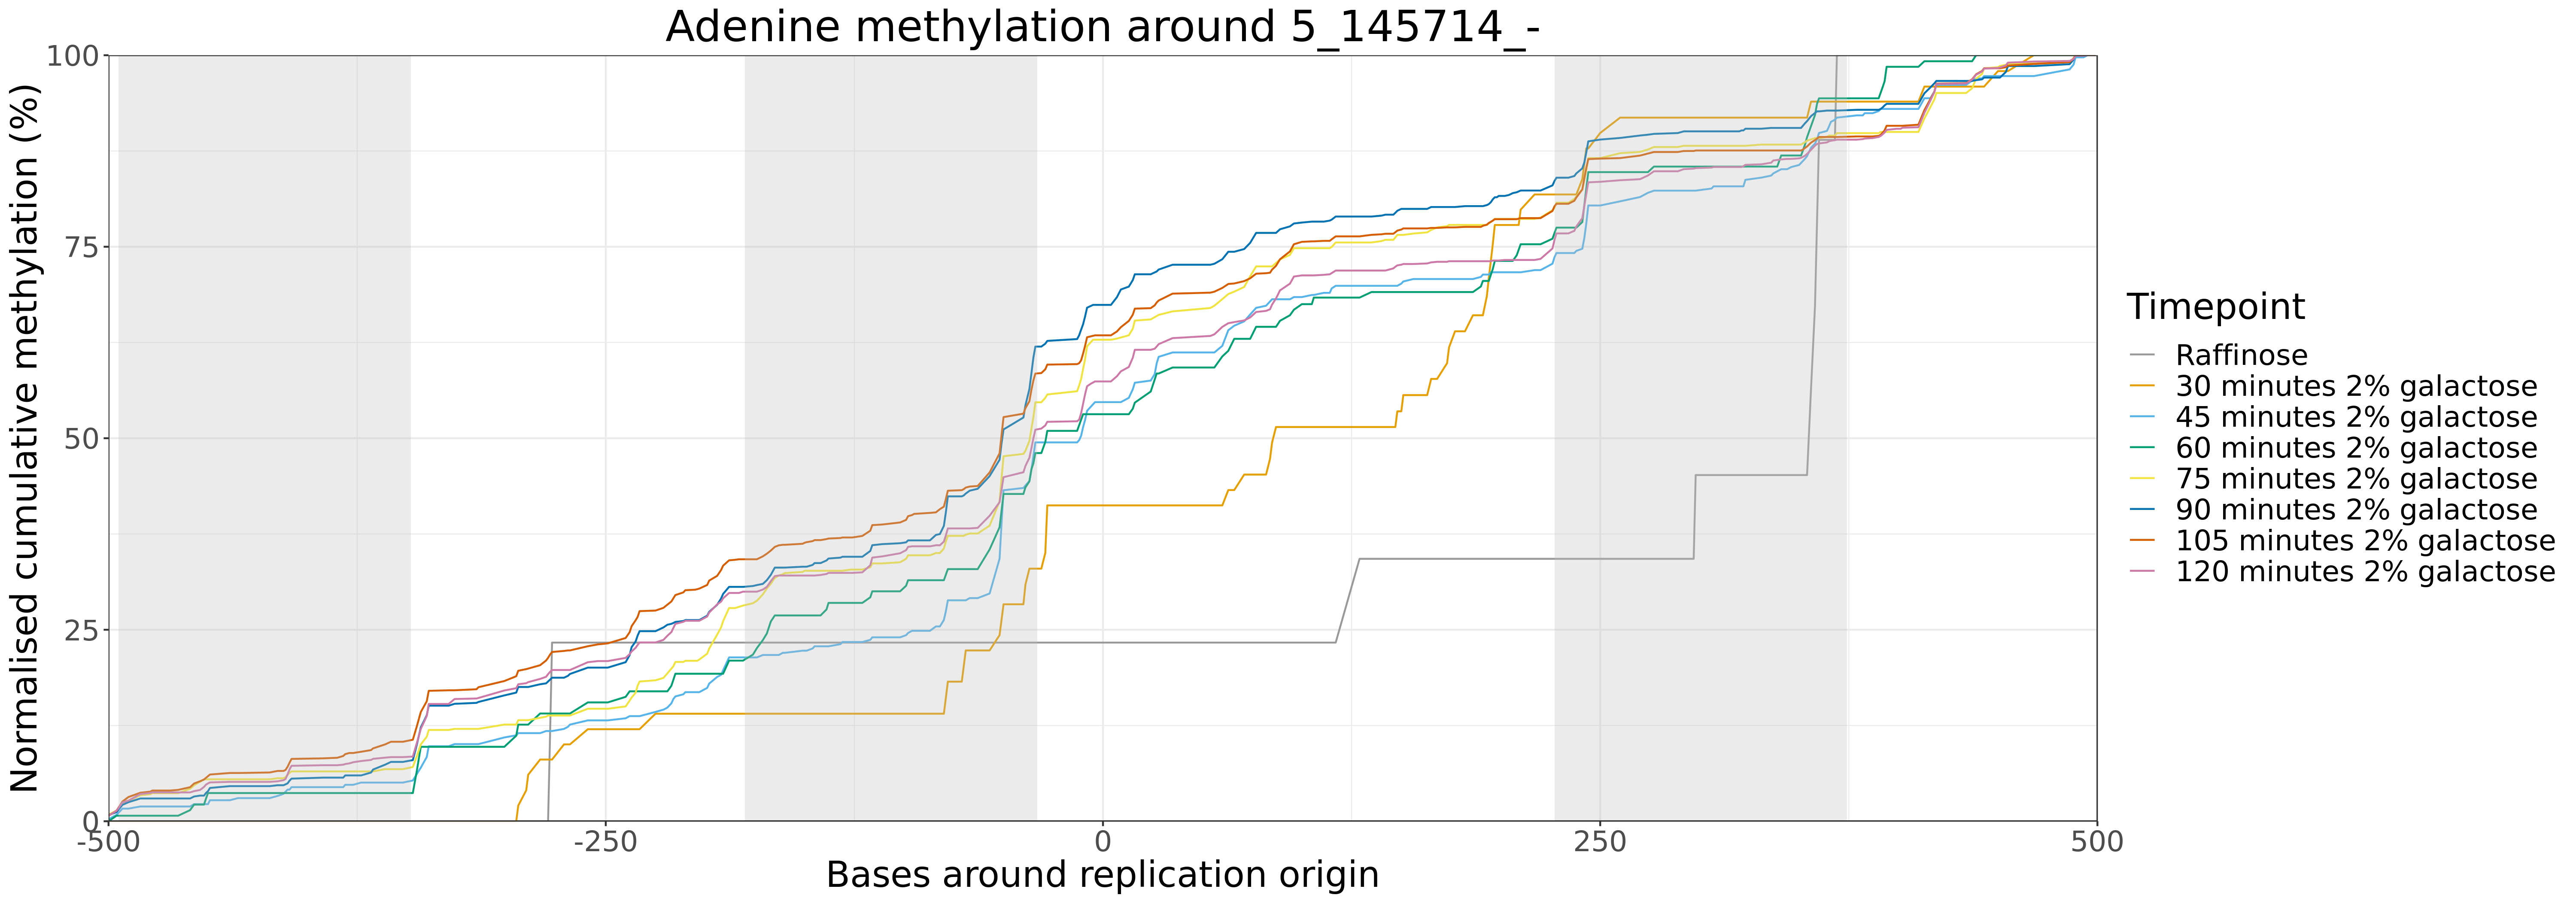 Adenine methylation around 5_145714_-
Normalised cumulative methylation (%)
100
75
50
25
0
-500
-250
0
250
500
Bases around replication origin
Timepoint
Raffinose
30 minutes 2% galactose
45 minutes 2% galactose
60 minutes 2% galactose
75 minutes 2% galactose
90 minutes 2% galactose
105 minutes 2% galactose
120 minutes 2% galactose